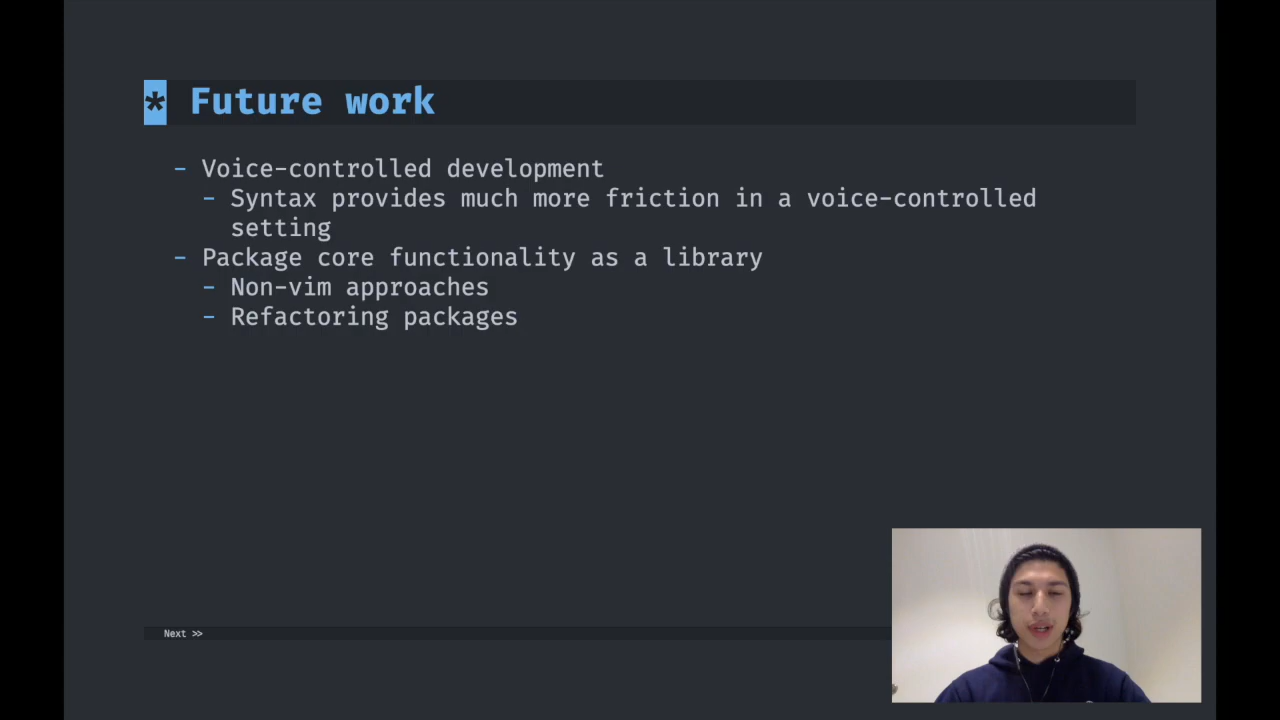 * Future work
- Voice-controlled development
- Syntax provides much more friction in a voice-controlled
setting
- Package core functionality as a library
- Non-vim approaches
- Refactoring packages
Next >>